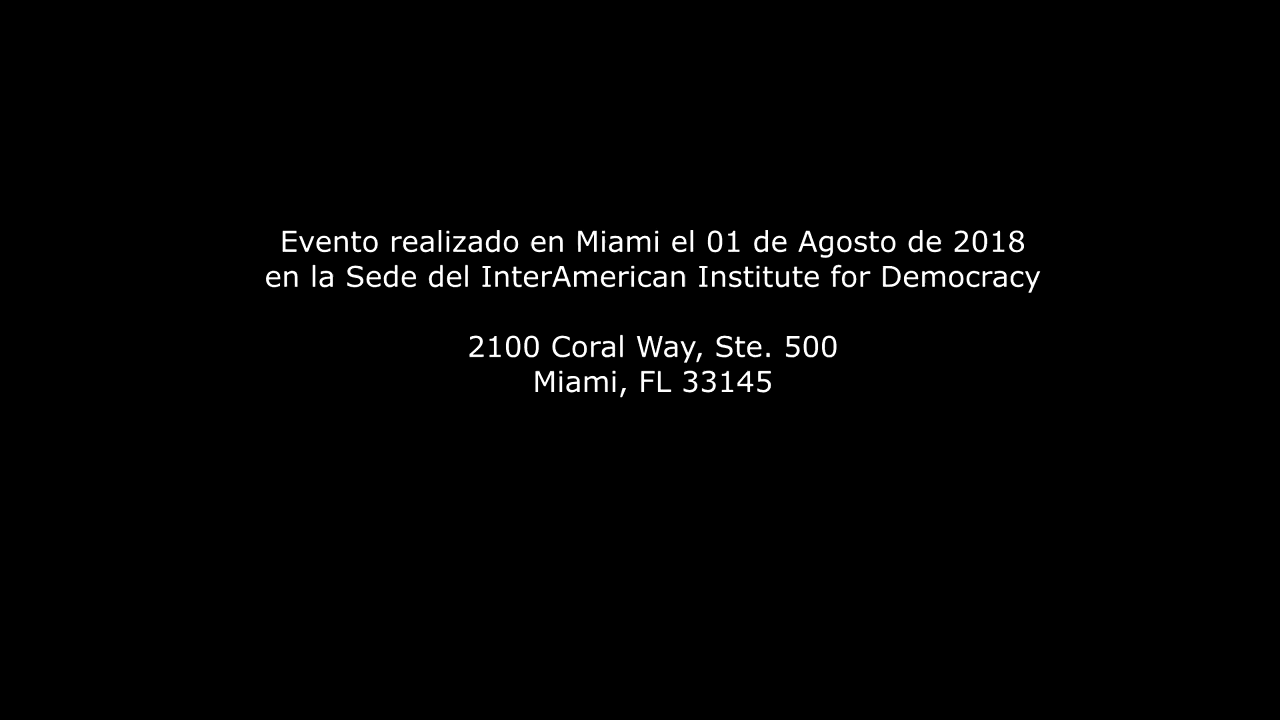 Evento realizado en Miami el 01 de Agosto de 2018
en la Sede del InterAmerican Institute for Democracy
2100 Coral Way, Ste. 500
Miami, FL 33145